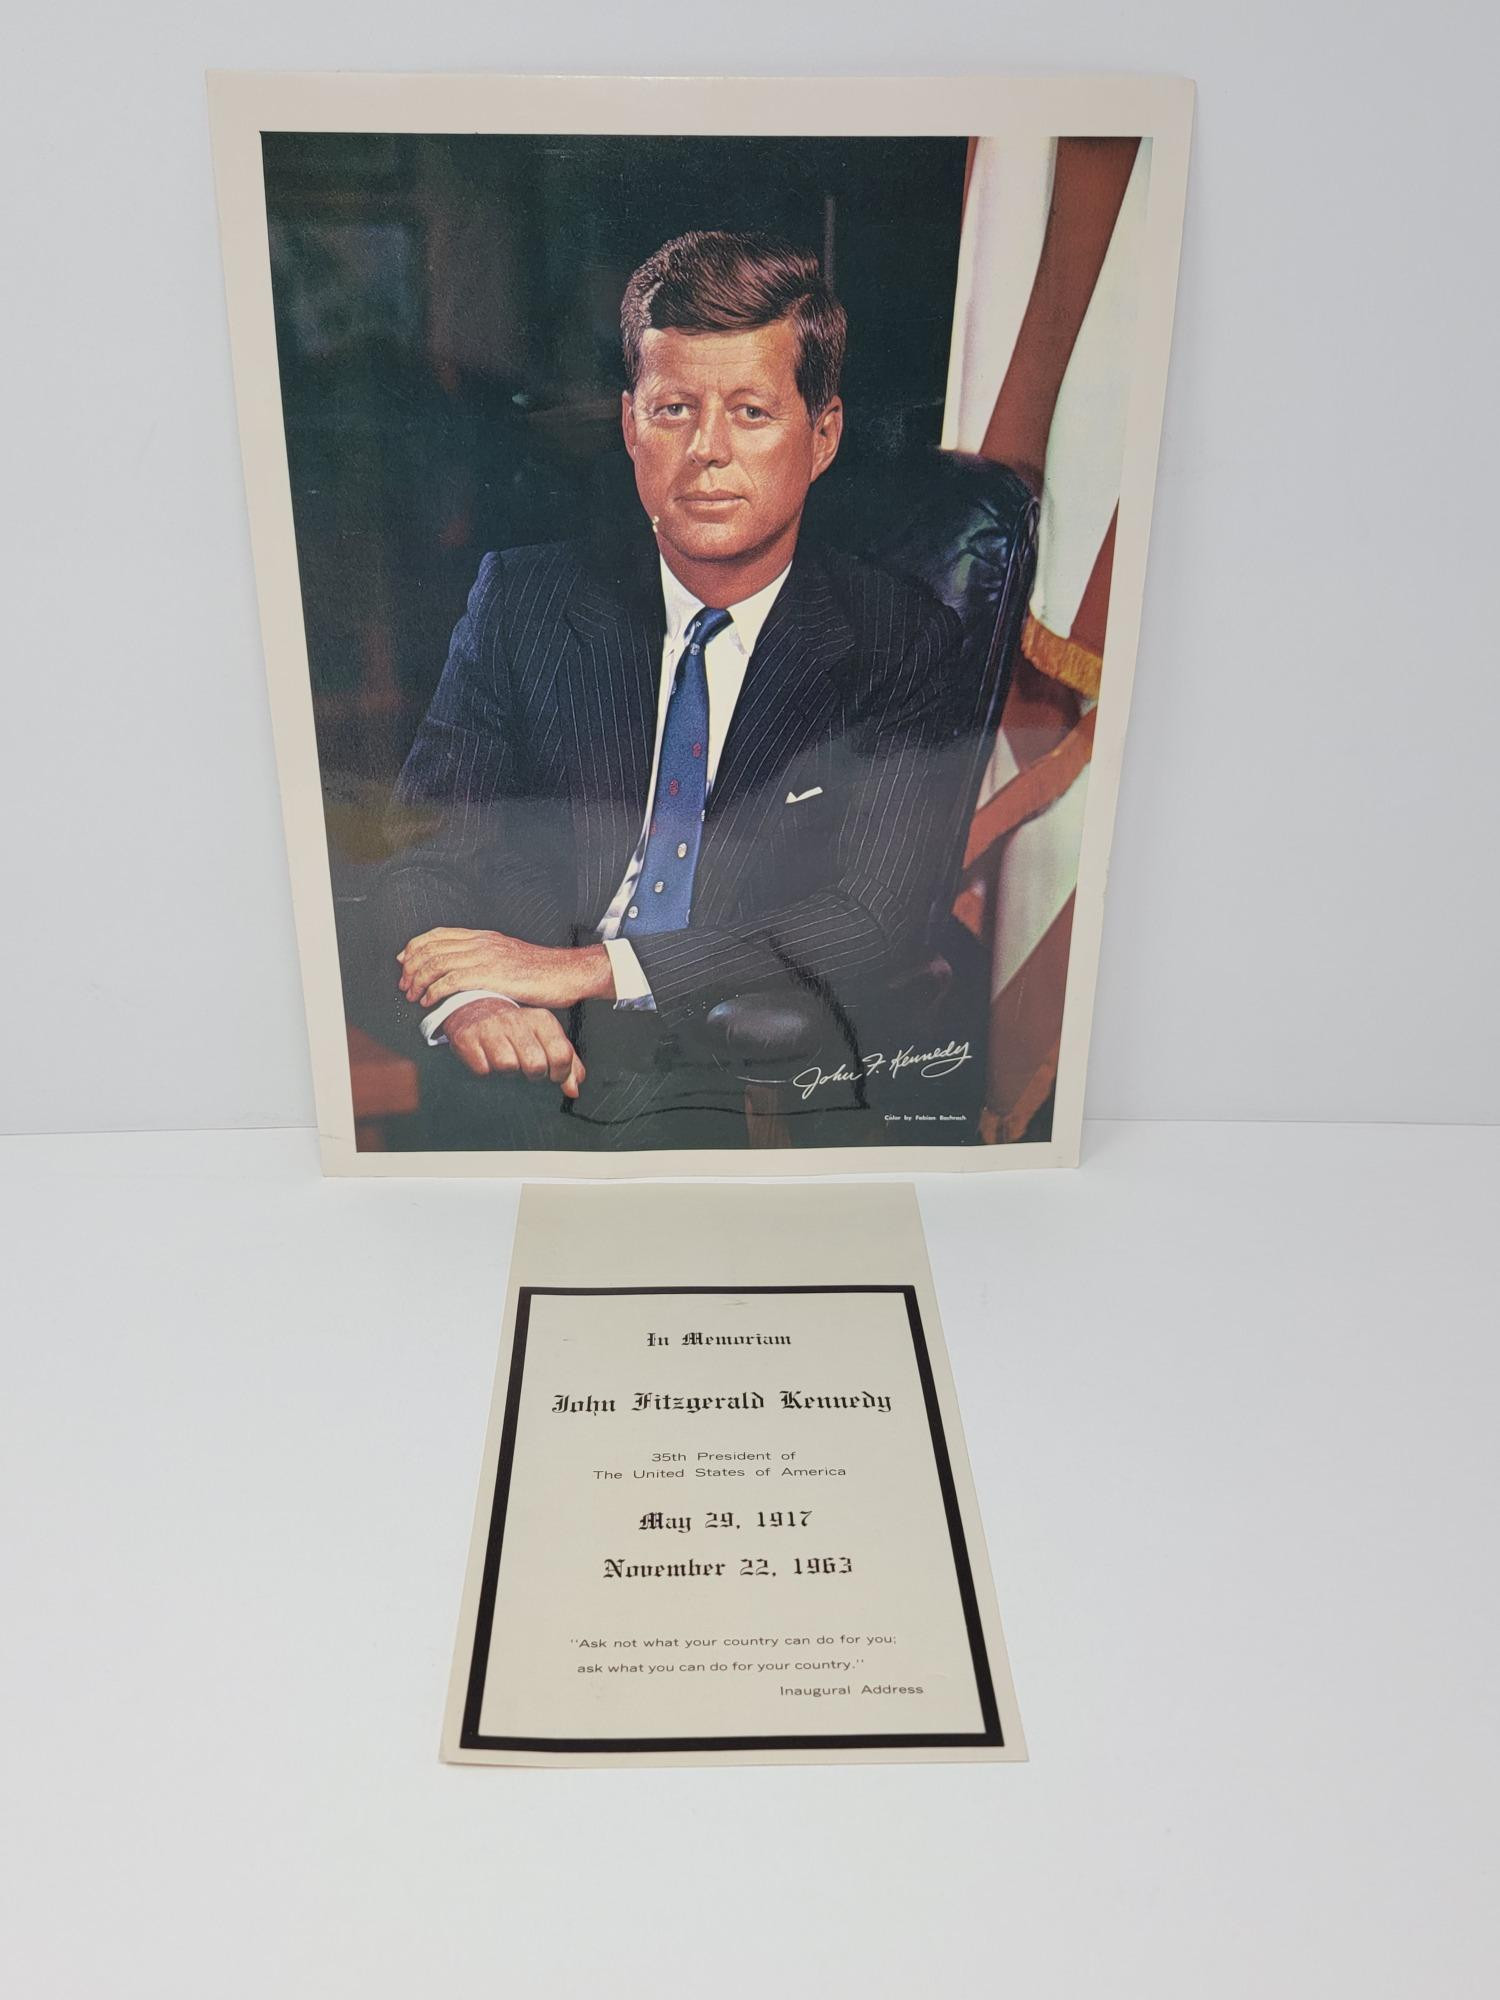 John F. Kennedy
Color by Fabian Bachrach
In Memoriam
John Fitzgerald Kennedy
35th President of
The United States of America
May 29, 1917
November 22, 1963
"Ask not what your country can do for you;
ask what you can do for your country."
Inaugural Address